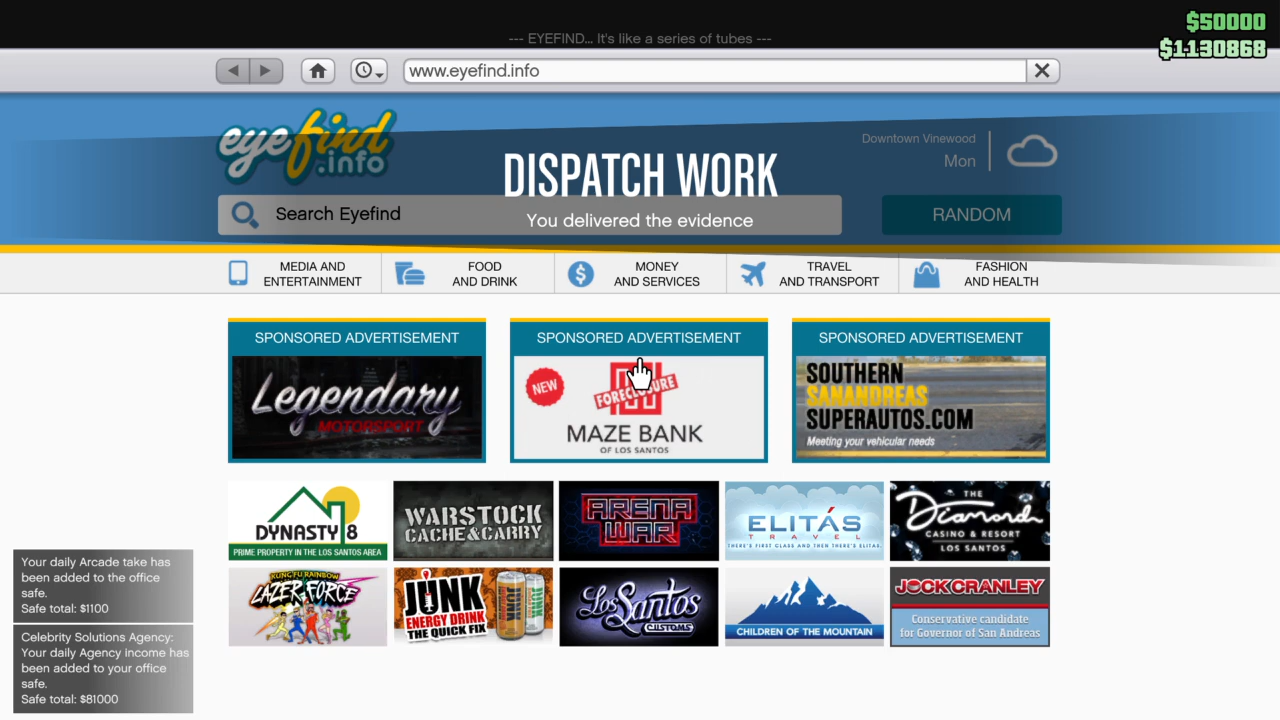 $50000
--- EYEFIND... It's like a series of tubes ---
$1130868
www.eyefind.info
eyefind
.info
DISPATCH WORK
Downtown Vinewood
Mon
Search Eyefind
You delivered the evidence
RANDOM
MEDIA AND
ENTERTAINMENT
FOOD
AND DRINK
MONEY
AND SERVICES
TRAVEL
AND TRANSPORT
FASHION
AND HEALTH
SPONSORED ADVERTISEMENT
Legendary
MOTORSPORT
SPONSORED ADVERTISEMENT
NEW
FORECLOSURE
MAZE BANK
OF LOS SANTOS
SPONSORED ADVERTISEMENT
SOUTHERN
SANANDREAS
SUPERAUTOS.COM
Meeting your vehicular needs
DYNASTY 8
PRIME PROPERTY IN THE LOS SANTOS AREA
WARSTOCK
CACHE & CARRY
ARENA
WAR
ELITÁS
TRAVEL
THERE'S FIRST CLASS AND THEN THERE'S ELITAS.
THE
Diamond
CASINO & RESORT
LOS SANTOS
KUNG FU RAINBOW
LAZER FORCE
JUNK
ENERGY DRINK
THE QUICK FIX
Los Santos
CUSTOMS
CHILDREN OF THE MOUNTAIN
JOCK CRANLEY
Conservative candidate
for Governor of San Andreas
Your daily Arcade take has
been added to the office
safe.
Safe total: $1100
Celebrity Solutions Agency:
Your daily Agency Income has
been added to your office
safe.
Safe total: $81000